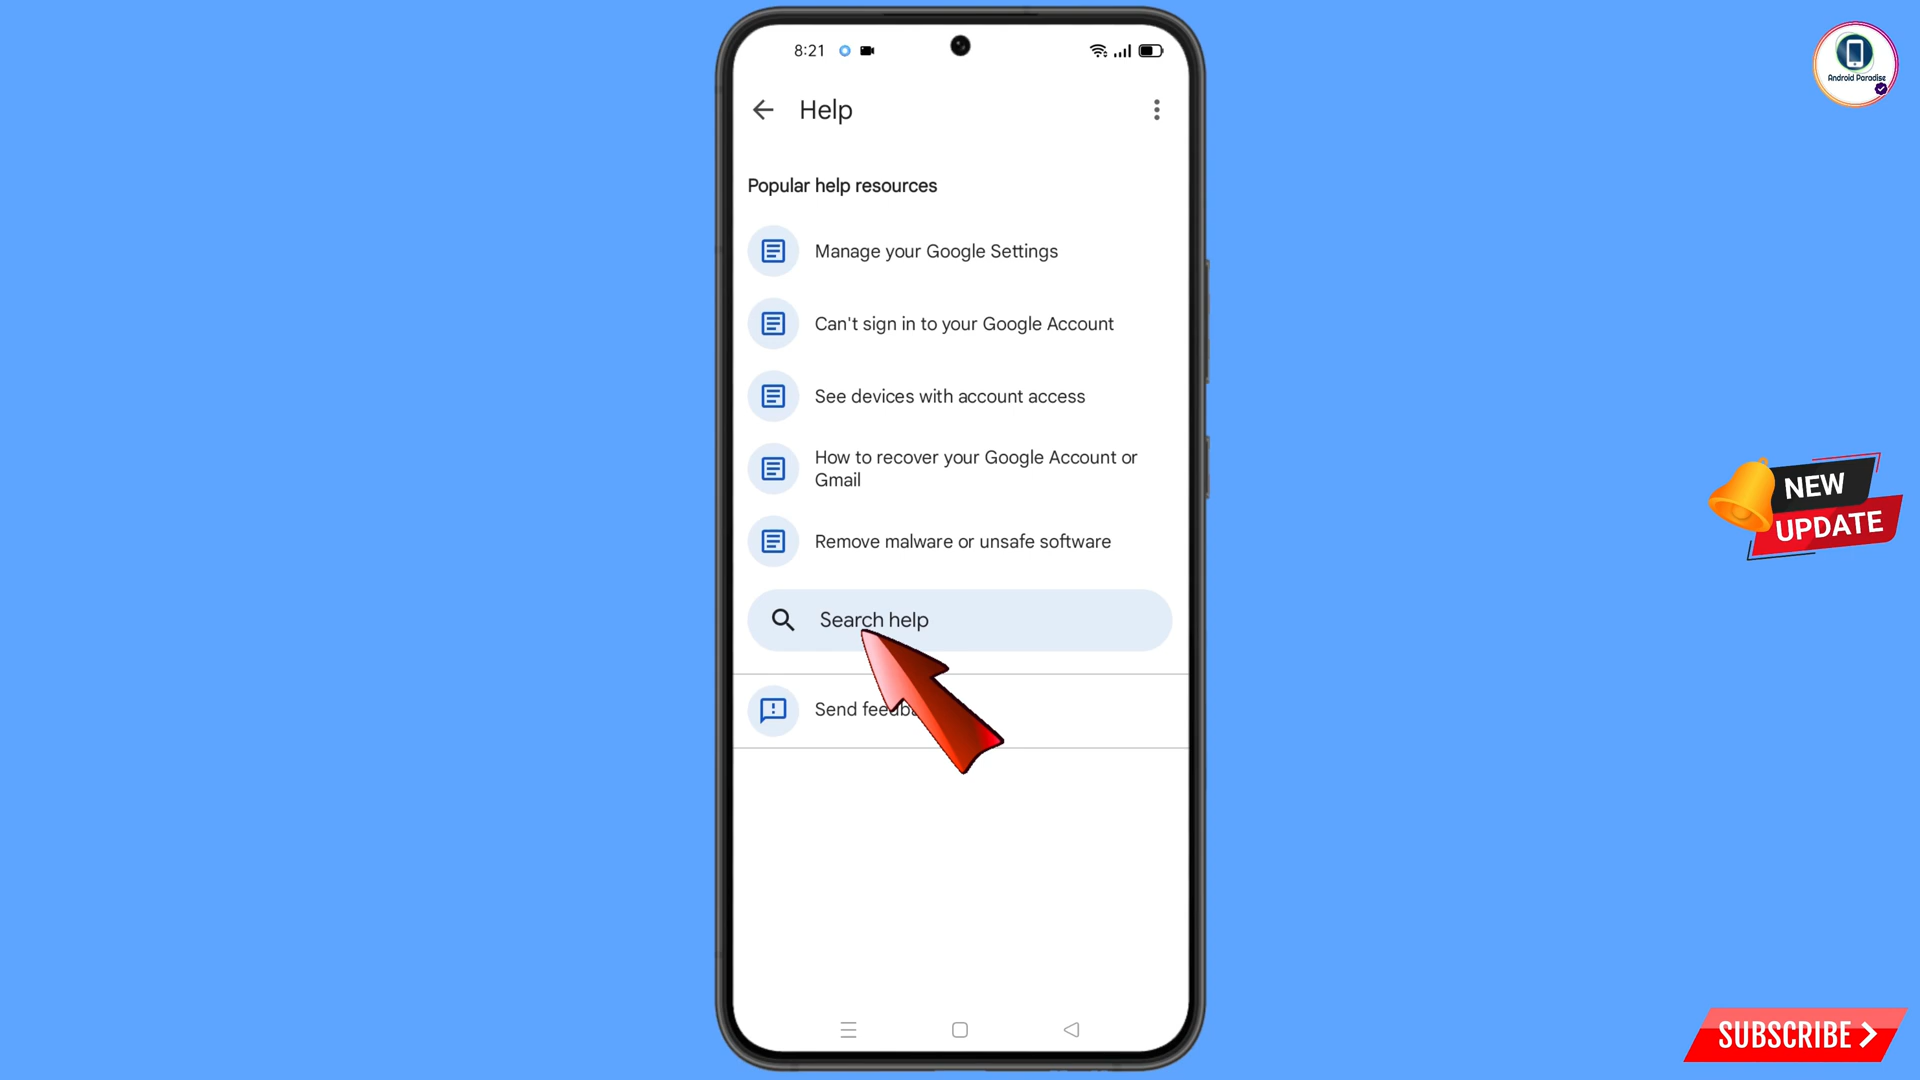 8:21
Android Paradise
Help
Popular help resources
Manage your Google Settings
Can't sign in to your Google Account
See devices with account access
How to recover your Google Account or
Gmail
NEW
UPDATE
Remove malware or unsafe software
Search help
Send feedba
SUBSCRIBE